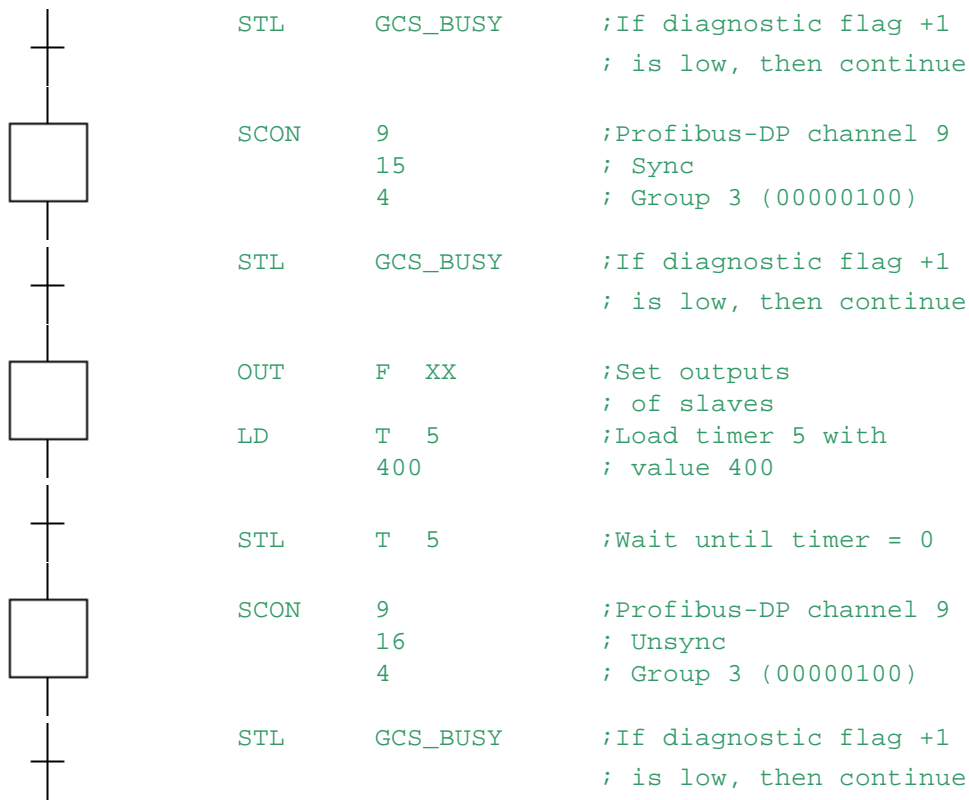 STL GCS_BUSY ;If diagnostic flag +1
; is low, then continue
SCON 9 ;Profibus-DP channel 9
15 ; Sync
4 ; Group 3 (00000100)
STL GCS_BUSY ;If diagnostic flag +1
; is low, then continue
OUT F XX ;Set outputs
; of slaves
LD T 5 ;Load timer 5 with
400 ; value 400
STL T 5 ;Wait until timer = 0
SCON 9 ;Profibus-DP channel 9
16 ; Unsync
4 ; Group 3 (00000100)
STL GCS_BUSY ;If diagnostic flag +1
; is low, then continue